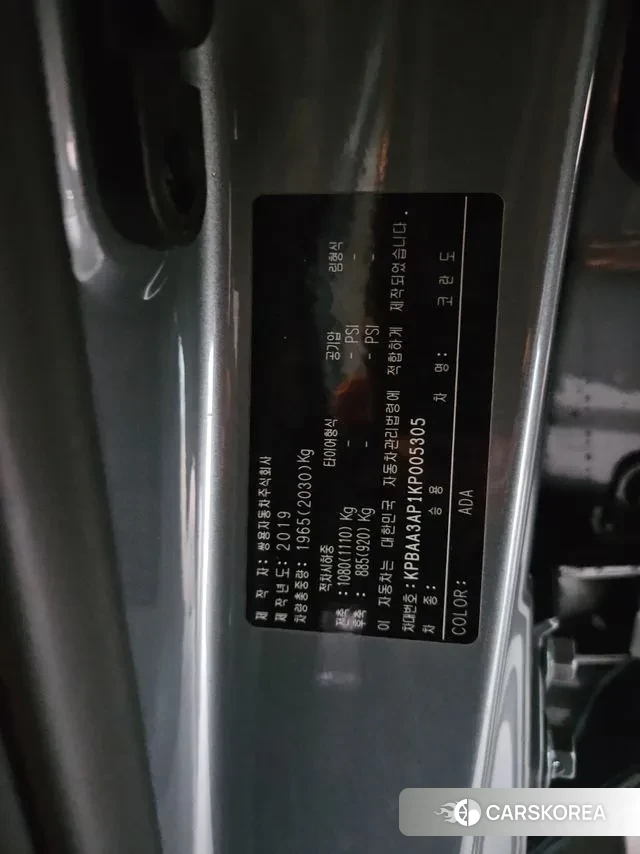 제 작 자: 쌍용자동차주식회사
제작년도: 2019
차량총중량: 1965(2030)Kg
적차시하중 타이어형식 공기압 림형식
전축: 1080(1110) Kg - - PSI -
후축: 885(920) Kg - - PSI -
이 자동차는 대한민국 자동차관리법령에 적합하게 제작되었습니다.
차대번호: KPBAA3AP1KP005305
차 종: 승용 차 명: 코 란 도
COLOR: ADA
CARSKOREA